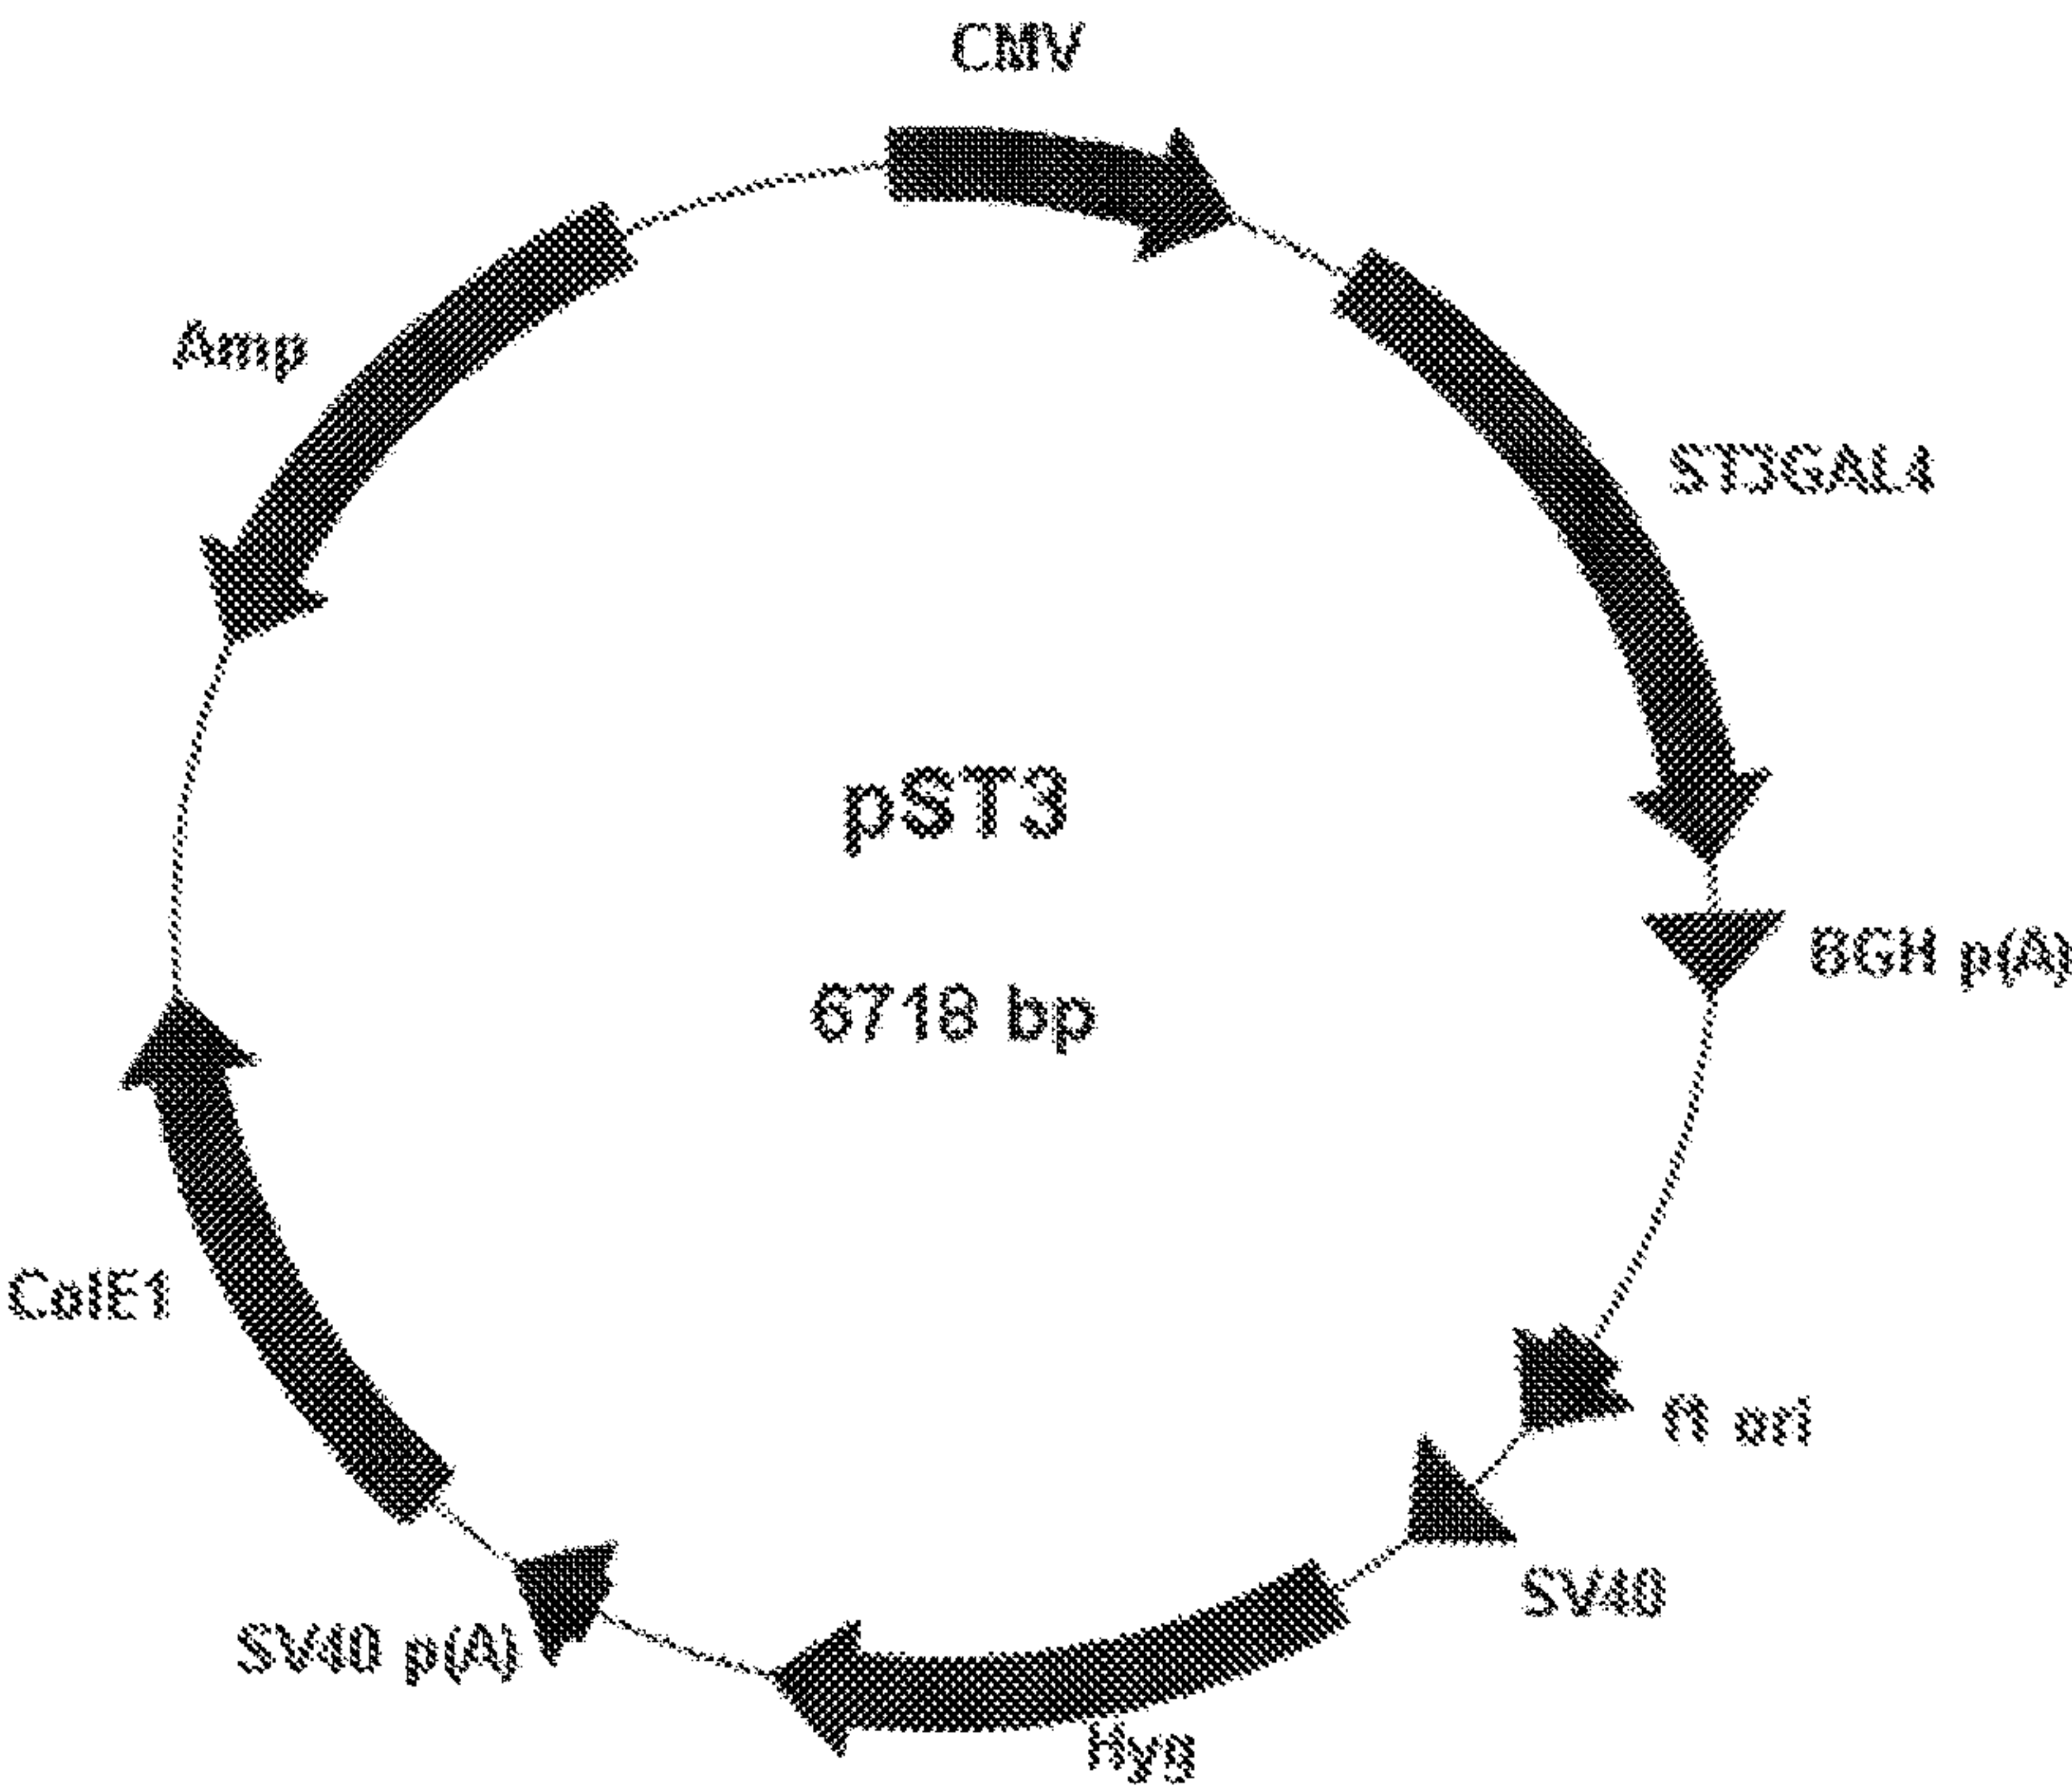 CMV
Amp
ST3GAL4
pST3
BGH p(A)
6718 bp
ColE1
f1 ori
SV40
SV40 p(A)
Hyg